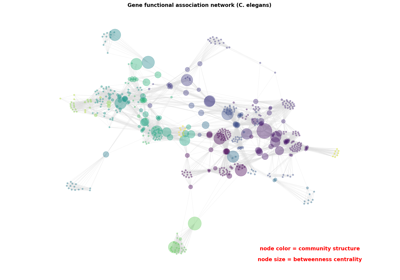 Gene functional association network (C. elegans)
node color = community structure
node size = betweenness centrality